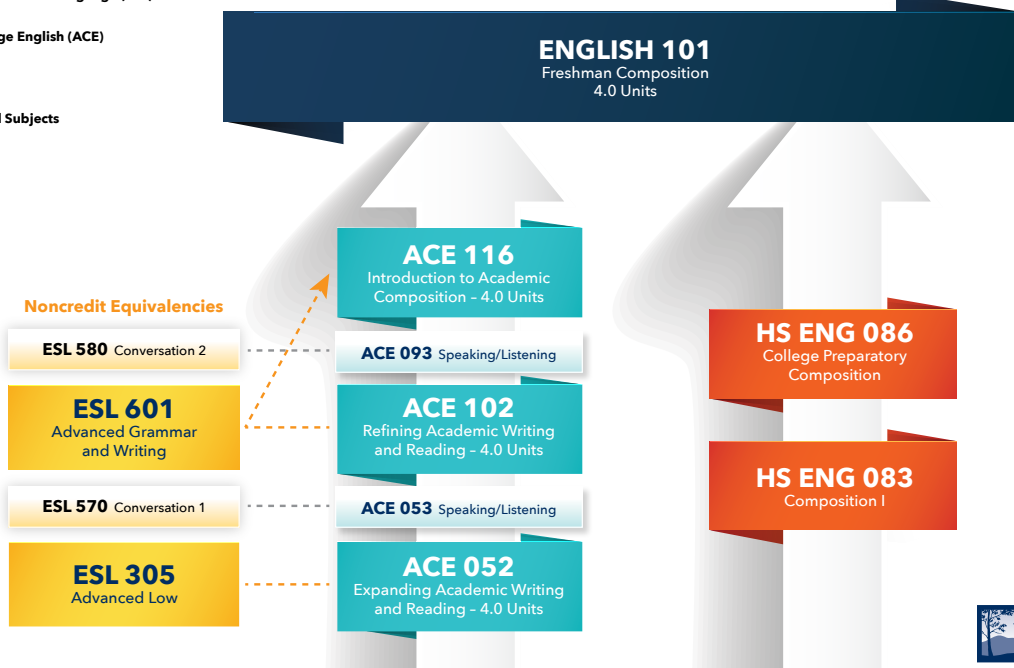 ge English (ACE)
l Subjects
ENGLISH 101
Freshman Composition
4.0 Units
ACE 116
Introduction to Academic
Composition – 4.0 Units
Noncredit Equivalencies
ESL 580 Conversation 2
ACE 093 Speaking/Listening
ESL 601
Advanced Grammar
and Writing
ACE 102
Refining Academic Writing
and Reading – 4.0 Units
ESL 570 Conversation 1
ACE 053 Speaking/Listening
ESL 305
Advanced Low
ACE 052
Expanding Academic Writing
and Reading – 4.0 Units
HS ENG 086
College Preparatory
Composition
HS ENG 083
Composition I